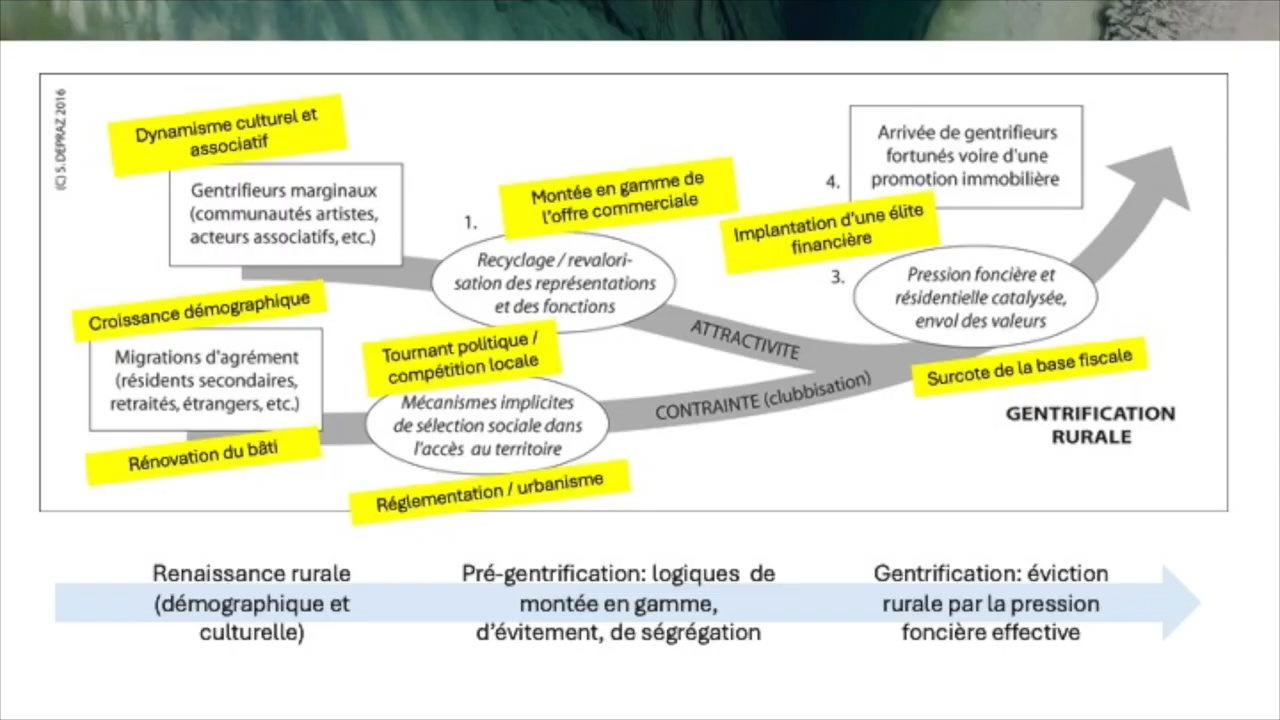 (C) S. DEPRAZ 2016
Dynamisme culturel et
associatif
Gentrifieurs marginaux
(communautés artistes,
acteurs associatifs, etc.)
Croissance démographique
Migrations d'agrément
(résidents secondaires,
retraités, étrangers, etc.)
Rénovation du bâti
1.
Montée en gamme de
l'offre commerciale
Recyclage / revalori-
sation des représentations
et des fonctions
Tournant politique /
compétition locale
Mécanismes implicites
de sélection sociale dans
l'accès au territoire
Réglementation / urbanisme
ATTRACTIVITE
CONTRAINTE (clubbisation)
4.
Arrivée de gentrifieurs
fortunés voire d'une
promotion immobilière
Implantation d'une élite
financière
3.
Pression foncière et
résidentielle catalysée,
envol des valeurs
Surcote de la base fiscale
GENTRIFICATION
RURALE
Renaissance rurale
(démographique et
culturelle)
Pré-gentrification: logiques de
montée en gamme,
d'évitement, de ségrégation
Gentrification: éviction
rurale par la pression
foncière effective